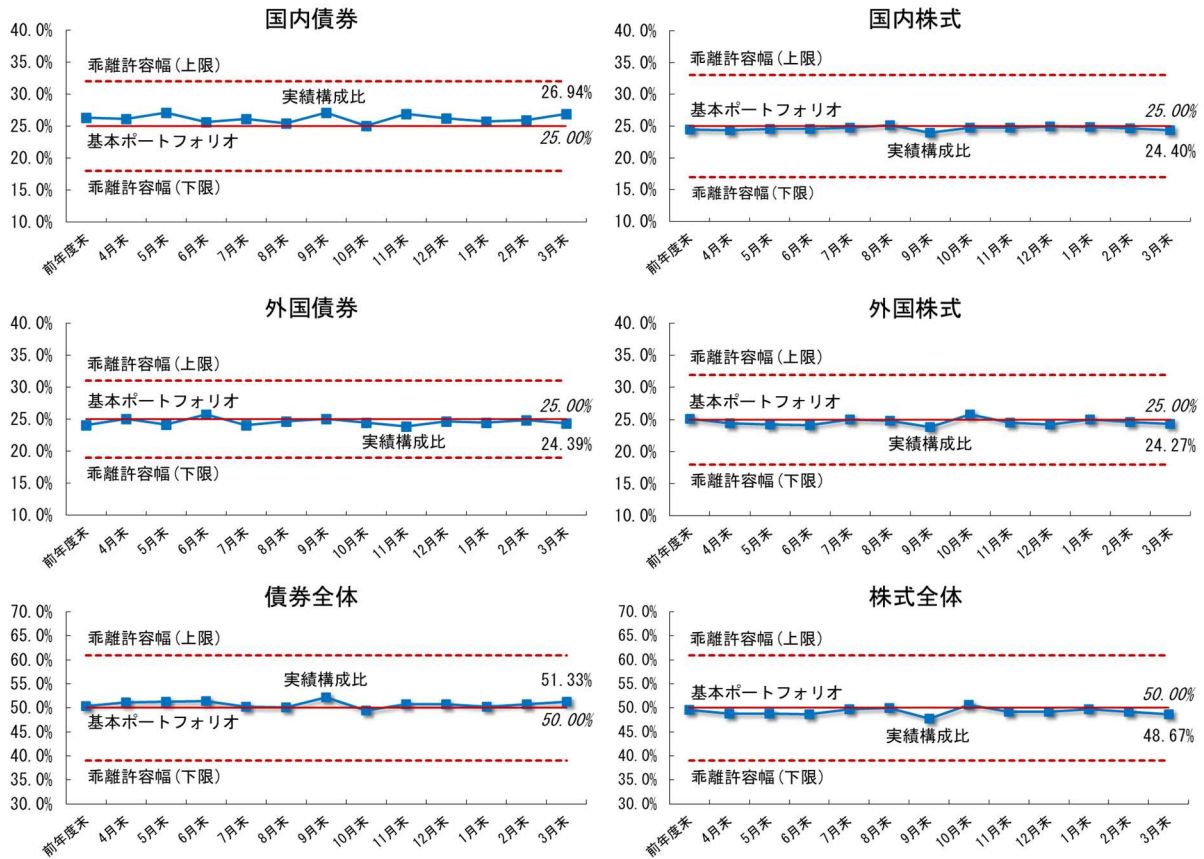 国内債券
40.0%
35.0%
30.0%
25.0%
20.0%
15.0%
10.0%
乖離許容幅(上限)
実績構成比
26.94%
基本ポートフォリオ
25.00%
乖離許容幅(下限)
前年度末
4月末
5月末
6月末
7月末
8月末
9月末
10月末
11月末
12月末
1月末
2月末
3月末
国内株式
40.0%
35.0%
30.0%
25.0%
20.0%
15.0%
10.0%
乖離許容幅(上限)
基本ポートフォリオ
25.00%
実績構成比
24.40%
乖離許容幅(下限)
前年度末
4月末
5月末
6月末
7月末
8月末
9月末
10月末
11月末
12月末
1月末
2月末
3月末
外国債券
40.0%
35.0%
30.0%
25.0%
20.0%
15.0%
10.0%
乖離許容幅(上限)
基本ポートフォリオ
25.00%
実績構成比
24.39%
乖離許容幅(下限)
前年度末
4月末
5月末
6月末
7月末
8月末
9月末
10月末
11月末
12月末
1月末
2月末
3月末
外国株式
40.0%
35.0%
30.0%
25.0%
20.0%
15.0%
10.0%
乖離許容幅(上限)
基本ポートフォリオ
25.00%
実績構成比
24.27%
乖離許容幅(下限)
前年度末
4月末
5月末
6月末
7月末
8月末
9月末
10月末
11月末
12月末
1月末
2月末
3月末
債券全体
70.0%
65.0%
60.0%
55.0%
50.0%
45.0%
40.0%
35.0%
30.0%
乖離許容幅(上限)
実績構成比
51.33%
基本ポートフォリオ
50.00%
乖離許容幅(下限)
前年度末
4月末
5月末
6月末
7月末
8月末
9月末
10月末
11月末
12月末
1月末
2月末
3月末
株式全体
70.0%
65.0%
60.0%
55.0%
50.0%
45.0%
40.0%
35.0%
30.0%
乖離許容幅(上限)
基本ポートフォリオ
50.00%
実績構成比
48.67%
乖離許容幅(下限)
前年度末
4月末
5月末
6月末
7月末
8月末
9月末
10月末
11月末
12月末
1月末
2月末
3月末